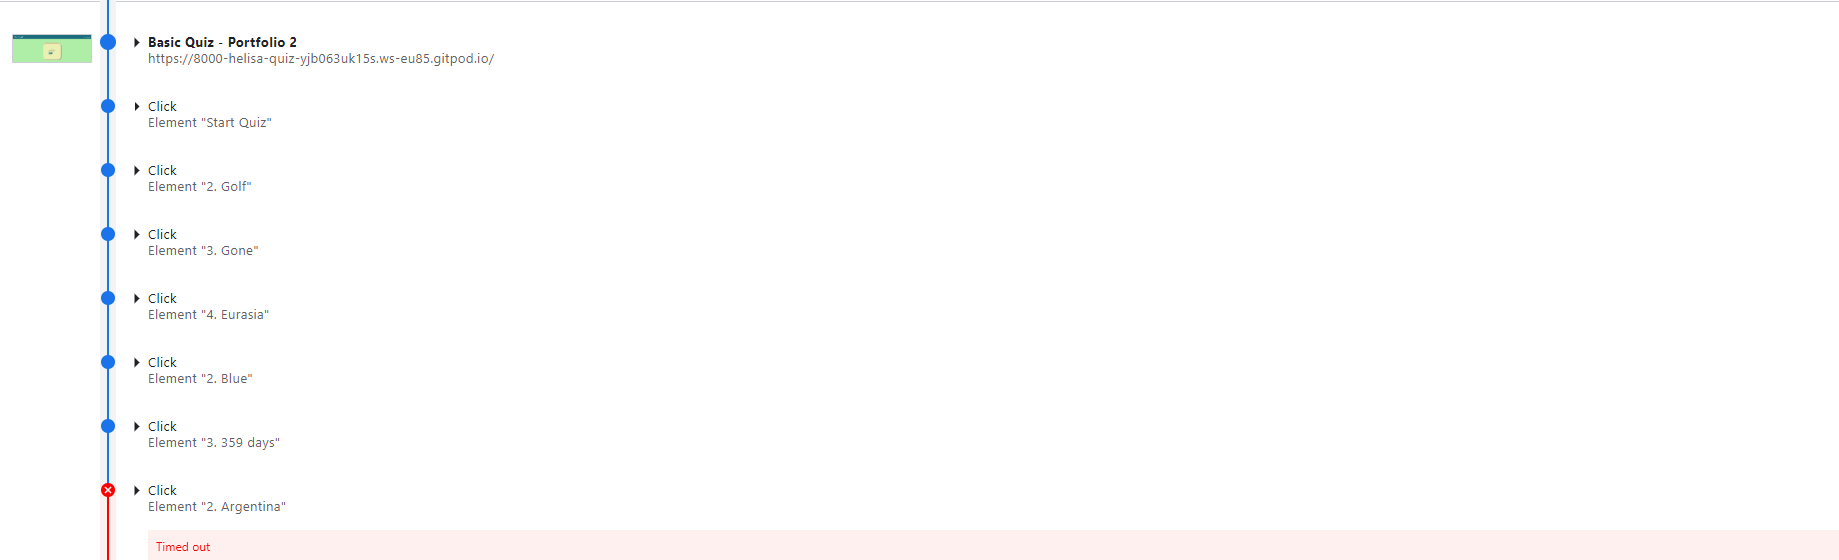 Basic Quiz - Portfolio 2
https://8000-helisa-quiz-yjb063uk15s.ws-eu85.gitpod.io/
Click
Element "Start Quiz"
Click
Element "2. Golf"
Click
Element "3. Gone"
Click
Element "4. Eurasia"
Click
Element "2. Blue"
Click
Element "3. 359 days"
Click
Element "2. Argentina"
Timed out